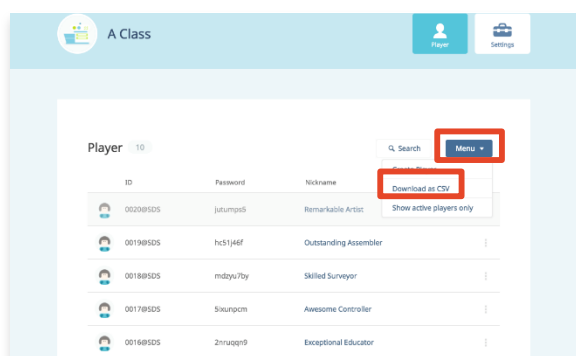 A Class
Player
Settings
Player 10
Search
Menu
Create Player
Download as CSV
Show active players only
ID Password Nickname
0020@SDS jutumps5 Remarkable Artist
0019@SDS hc51j46f Outstanding Assembler
0018@SDS mdzyu7by Skilled Surveyor
0017@SDS 5ixunpcm Awesome Controller
0016@SDS 2nruqqn9 Exceptional Educator